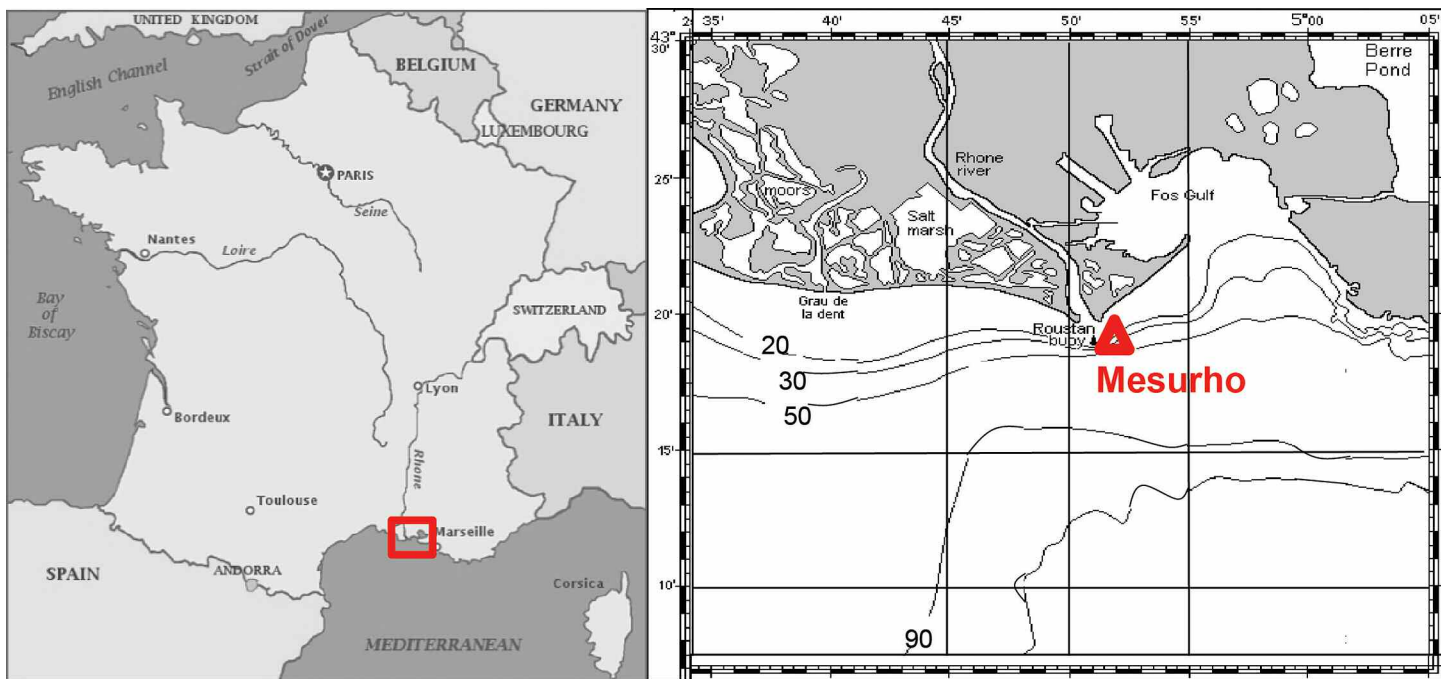 UNITED KINGDOM
Strait of Dover
English Channel
BELGIUM
GERMANY
LUXEMBOURG
PARIS
Seine
Nantes
Loire
Bay
of
Biscay
SWITZERLAND
Lyon
Bordeux
ITALY
Rhone
Toulouse
Marseille
SPAIN
ANDORRA
Corsica
MEDITERRANEAN
35' 40' 45' 50' 55' 5°00 05'
43°
30'
Berre
Pond
Rhone
river
25'
moors
Fos Gulf
Salt
marsh
Grau de
la dent
20'
Roustan
buoy
20
30
Mesurho
50
15'
10'
90